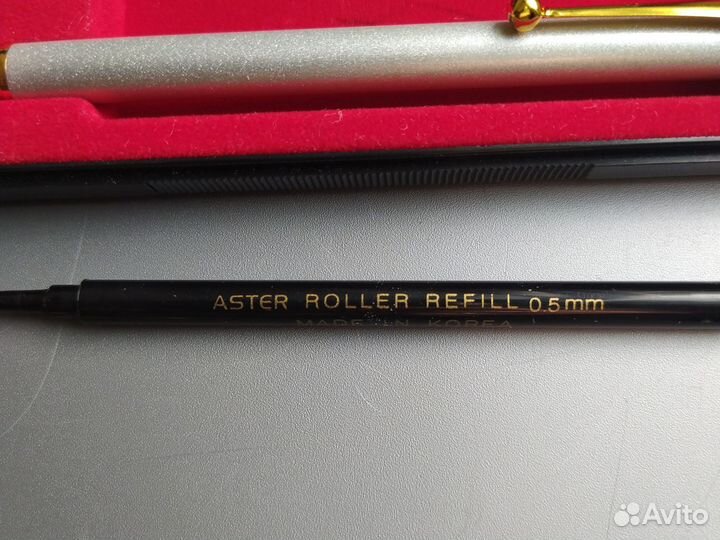 ASTER ROLLER REFILL 0.5mm
MADE IN KOREA
Avito